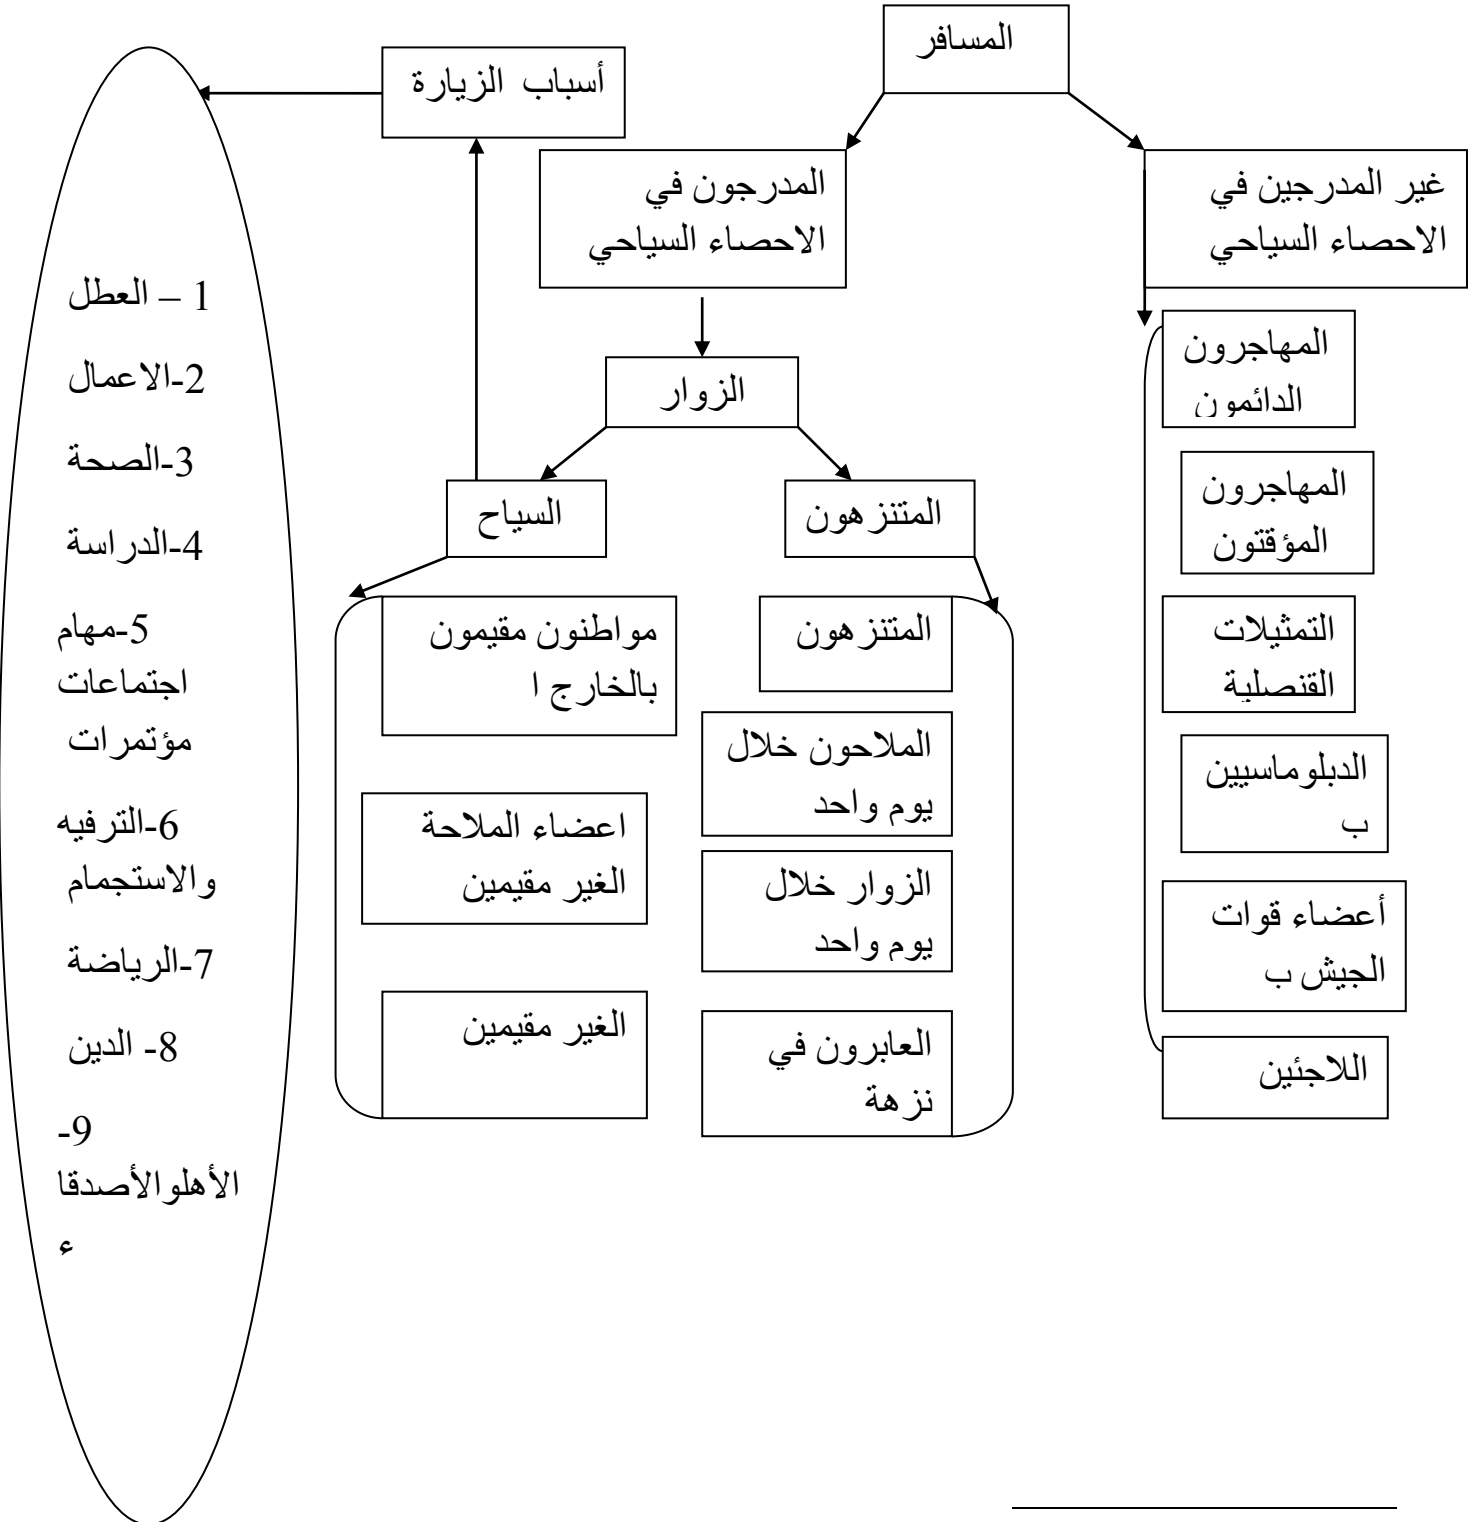 المسافر
أسباب الزيارة
غير المدرجين في
الاحصاء السياحي
المدرجون في
الاحصاء السياحي
الزوار
المتنزهون
السياح
المهاجرون
الدائمون
المهاجرون
المؤقتون
التمثيلات
القنصلية
الدبلوماسيين
ب
أعضاء قوات
الجيش ب
اللاجئين
المتنزهون
الملاحون خلال
يوم واحد
الزوار خلال
يوم واحد
العابرون في
نزهة
مواطنون مقيمون
بالخارج ا
اعضاء الملاحة
الغير مقيمين
الغير مقيمين
1 – العطل
2-الاعمال
3-الصحة
4-الدراسة
5-مهام
اجتماعات
مؤتمرات
6-الترفيه
والاستجمام
7-الرياضة
8- الدين
9-
الأهلوالأصدقا
ء